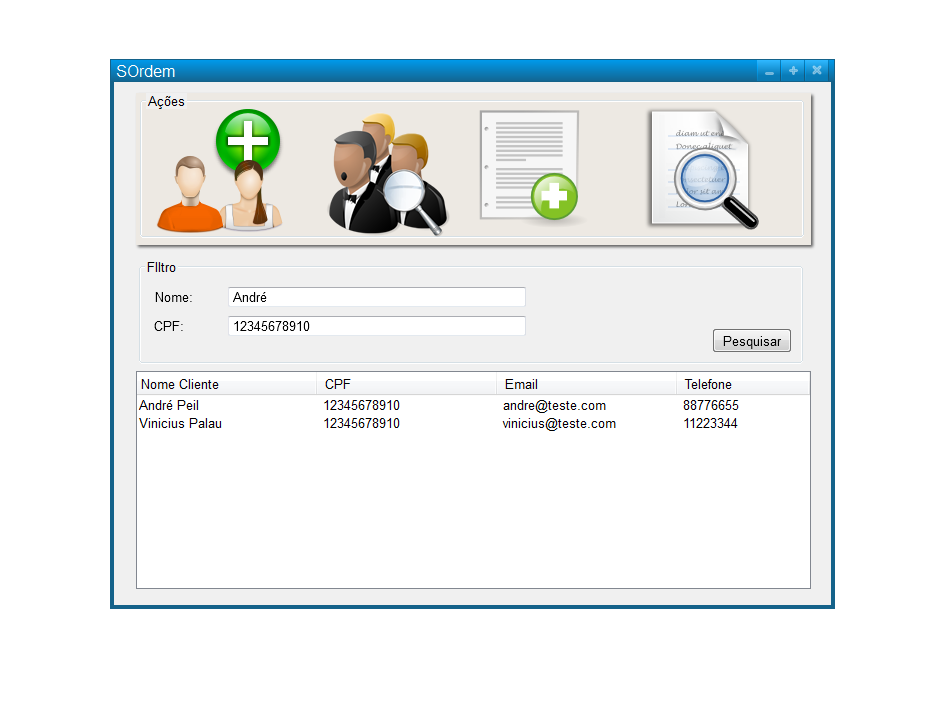 SOrdem
Ações
diam ut en
Donec aliquet
FIltro
Nome: André
CPF: 12345678910
Pesquisar
Nome Cliente CPF Email Telefone
André Peil 12345678910 andre@teste.com 88776655
Vinicius Palau 12345678910 vinicius@teste.com 11223344